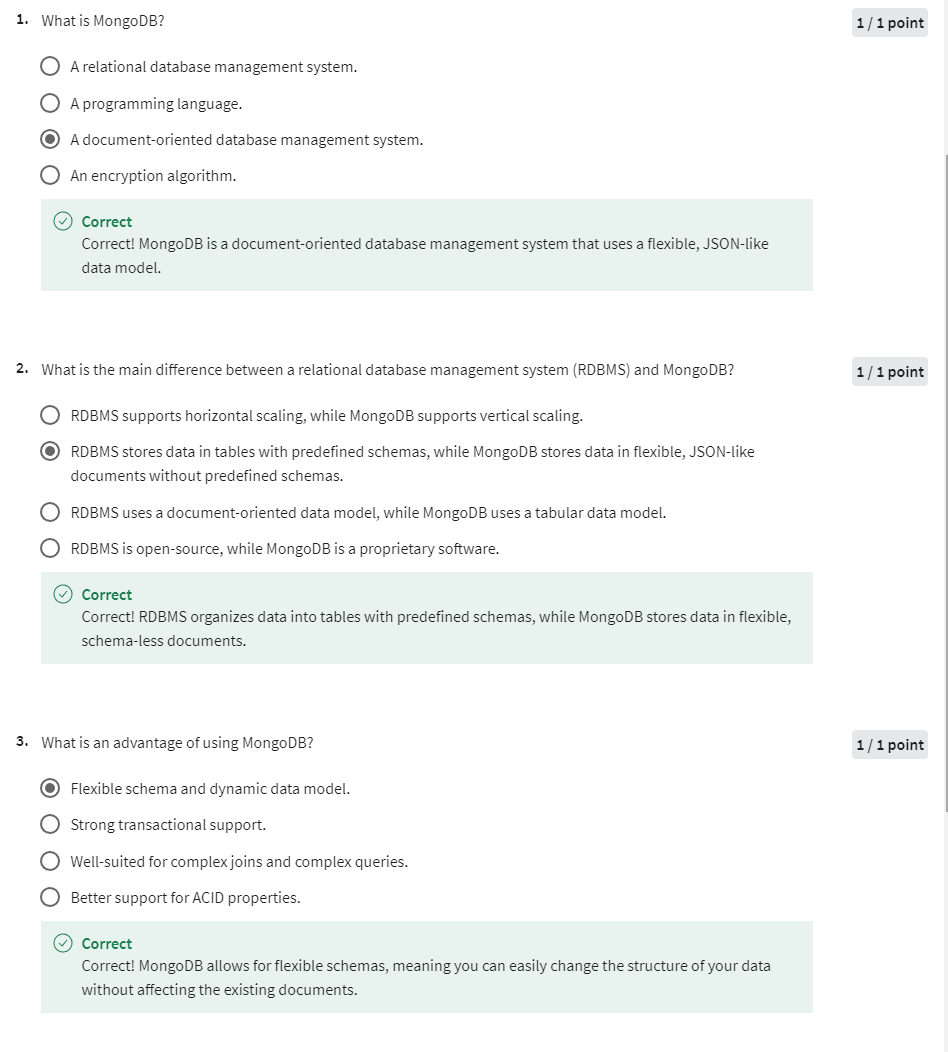 1. What is MongoDB?
1 / 1 point
A relational database management system.
A programming language.
A document-oriented database management system.
An encryption algorithm.
Correct
Correct! MongoDB is a document-oriented database management system that uses a flexible, JSON-like
data model.
2. What is the main difference between a relational database management system (RDBMS) and MongoDB?
1 / 1 point
RDBMS supports horizontal scaling, while MongoDB supports vertical scaling.
RDBMS stores data in tables with predefined schemas, while MongoDB stores data in flexible, JSON-like
documents without predefined schemas.
RDBMS uses a document-oriented data model, while MongoDB uses a tabular data model.
RDBMS is open-source, while MongoDB is a proprietary software.
Correct
Correct! RDBMS organizes data into tables with predefined schemas, while MongoDB stores data in flexible,
schema-less documents.
3. What is an advantage of using MongoDB?
1 / 1 point
Flexible schema and dynamic data model.
Strong transactional support.
Well-suited for complex joins and complex queries.
Better support for ACID properties.
Correct
Correct! MongoDB allows for flexible schemas, meaning you can easily change the structure of your data
without affecting the existing documents.